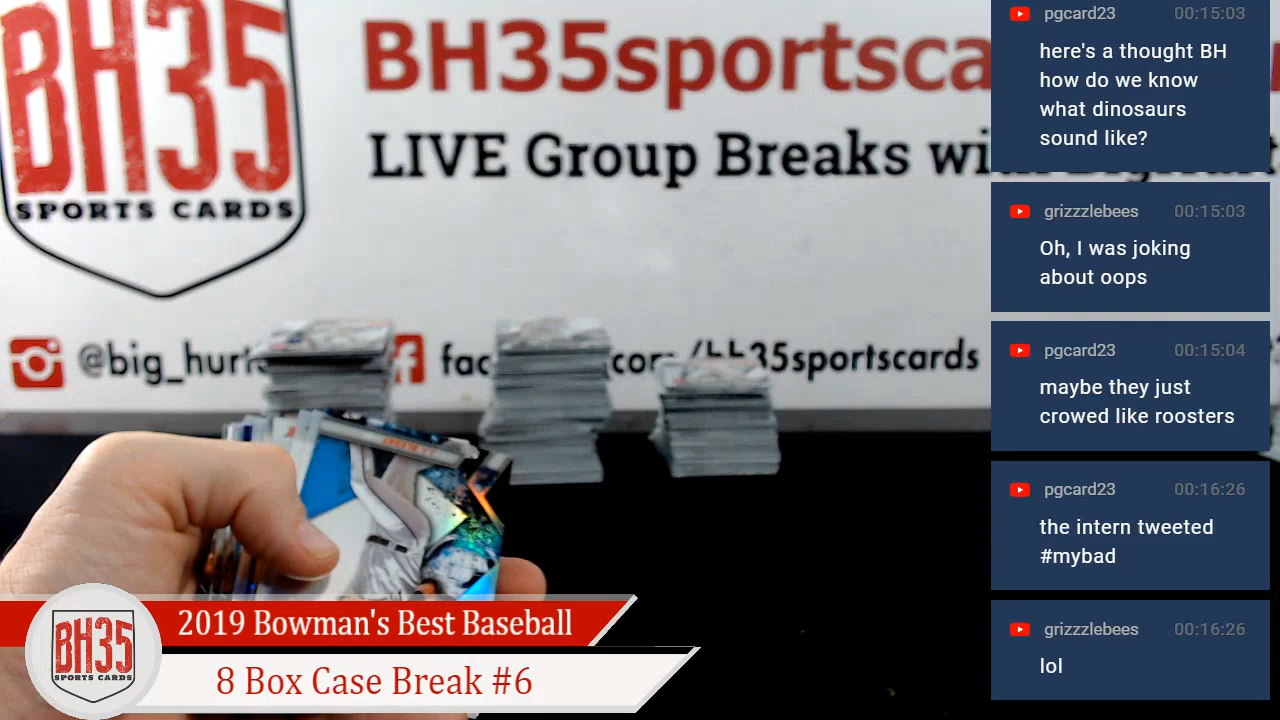 BH35
SPORTS CARDS
BH35sportsca
LIVE Group Breaks wi
@big_hur
fac
com/bh35sportscards
2019 Bowman's Best Baseball
8 Box Case Break #6
BH35
SPORTS CARDS
pgcard23 00:15:03
here's a thought BH
how do we know
what dinosaurs
sound like?
grizzzlebees 00:15:03
Oh, I was joking
about oops
pgcard23 00:15:04
maybe they just
crowed like roosters
pgcard23 00:16:26
the intern tweeted
#mybad
grizzzlebees 00:16:26
lol